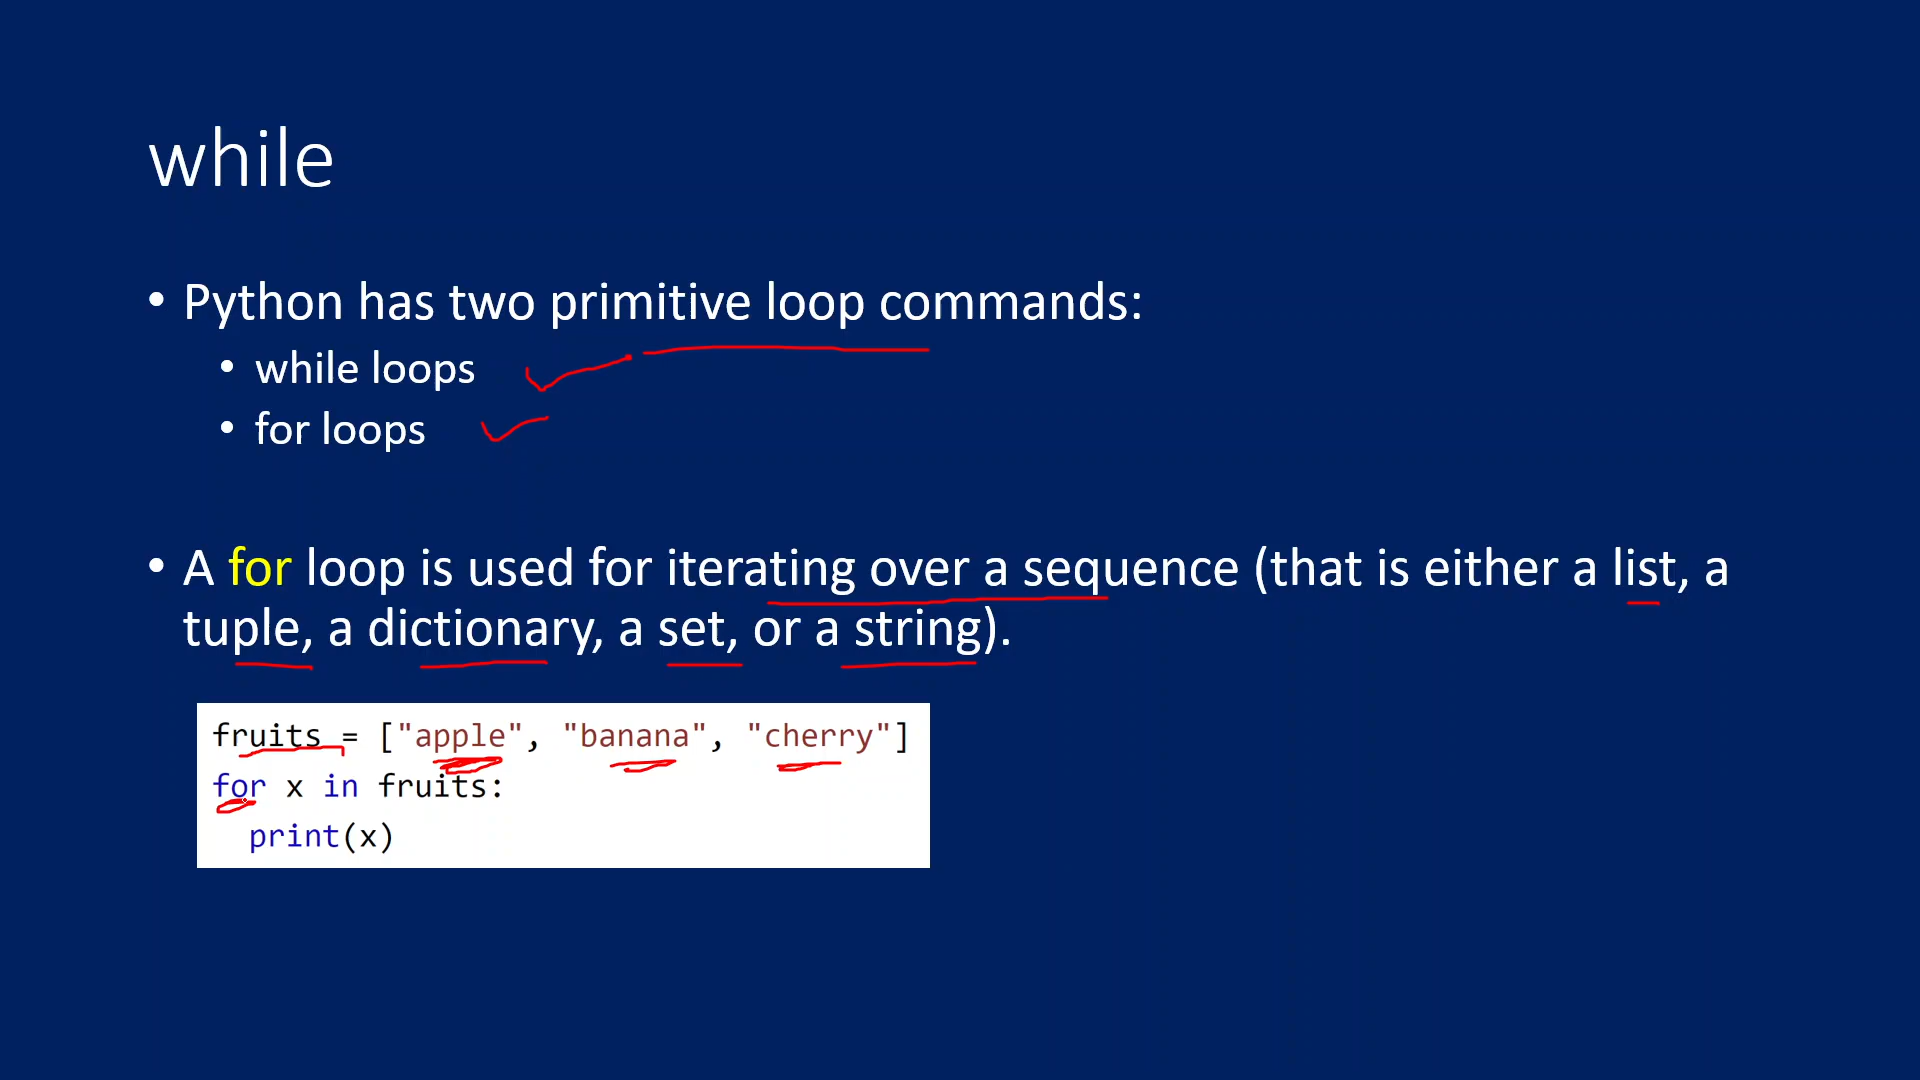 while
• Python has two primitive loop commands:
• while loops
• for loops
• A for loop is used for iterating over a sequence (that is either a list, a
tuple, a dictionary, a set, or a string).
fruits = ["apple", "banana", "cherry"]
for x in fruits:
  print(x)